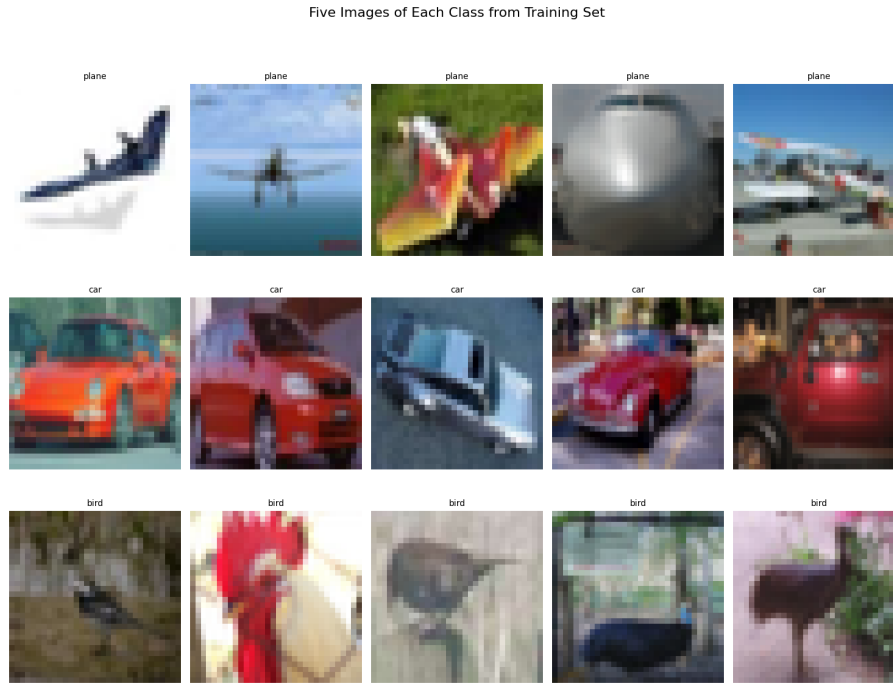 Five Images of Each Class from Training Set
plane plane plane plane plane
car car car car car
bird bird bird bird bird